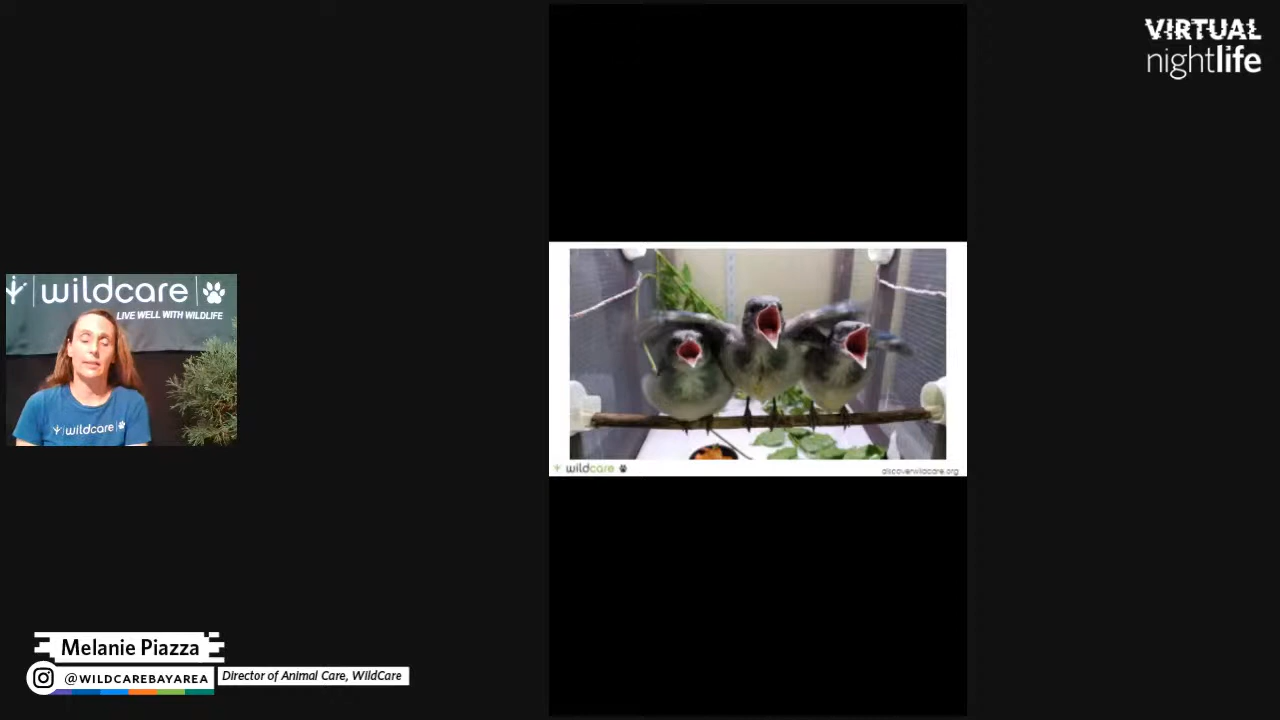 VIRTUAL
nightlife
wildcare
LIVE WELL WITH WILDLIFE
wildcare
wildcare
discoverwildcare.org
Melanie Piazza
@WILDCAREBAYAREA
Director of Animal Care, WildCare